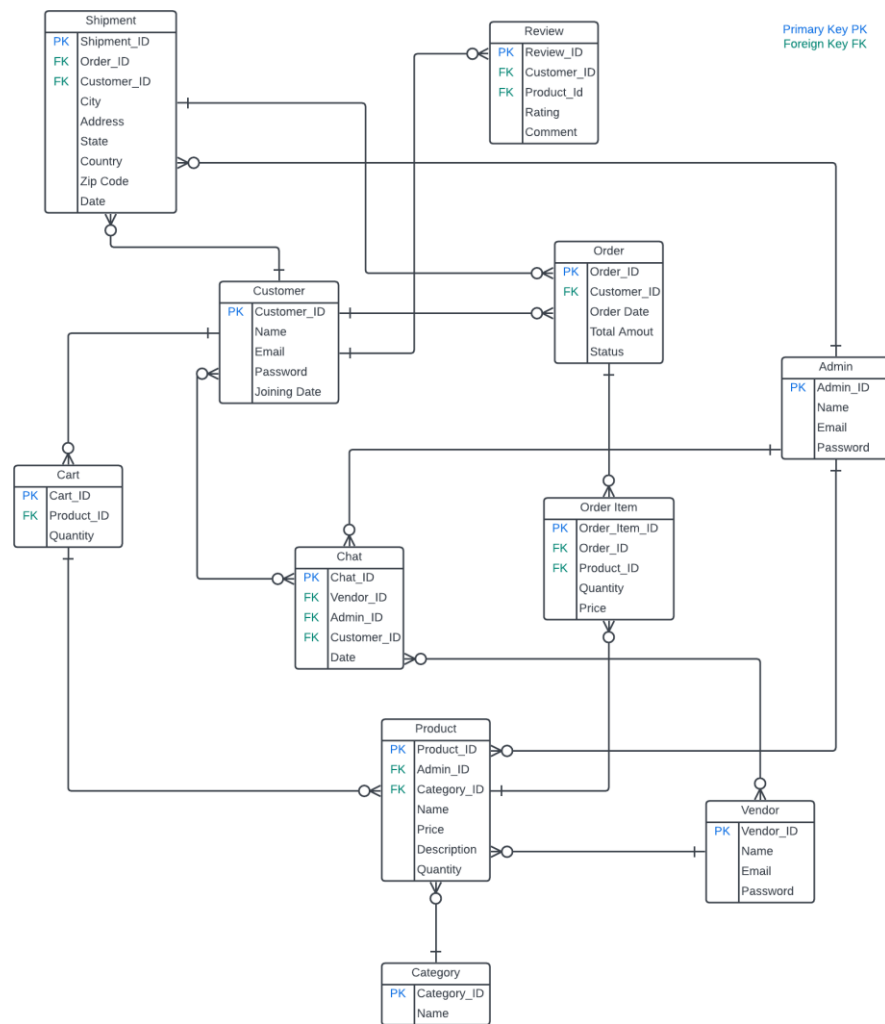 Shipment
PK Shipment_ID
FK Order_ID
FK Customer_ID
City
Address
State
Country
Zip Code
Date
Review
PK Review_ID
FK Customer_ID
FK Product_Id
Rating
Comment
Primary Key PK
Foreign Key FK
Order
PK Order_ID
FK Customer_ID
Order Date
Total Amout
Status
Customer
PK Customer_ID
Name
Email
Password
Joining Date
Admin
PK Admin_ID
Name
Email
Password
Cart
PK Cart_ID
FK Product_ID
Quantity
Order Item
PK Order_Item_ID
FK Order_ID
FK Product_ID
Quantity
Price
Chat
PK Chat_ID
FK Vendor_ID
FK Admin_ID
FK Customer_ID
Date
Product
PK Product_ID
FK Admin_ID
FK Category_ID
Name
Price
Description
Quantity
Vendor
PK Vendor_ID
Name
Email
Password
Category
PK Category_ID
Name